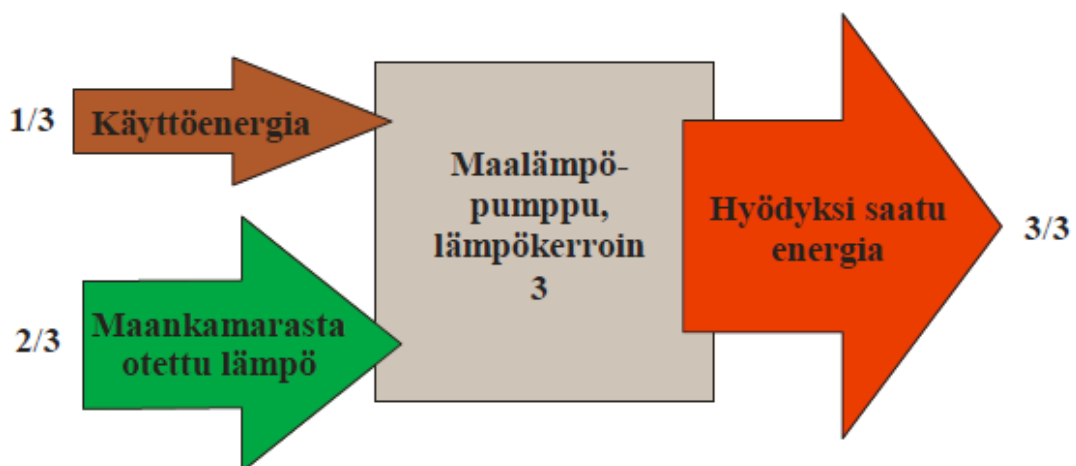 1/3
Käyttöenergia
2/3
Maankamarasta
otettu lämpö
Maalämpö-
pumppu,
lämpökerroin
3
Hyödyksi saatu
energia
3/3